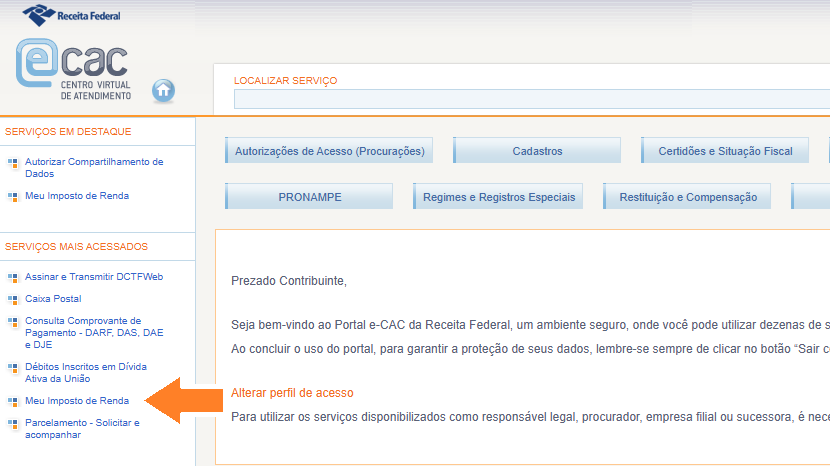 Receita Federal
eCAC
CENTRO VIRTUAL
DE ATENDIMENTO
LOCALIZAR SERVIÇO
SERVIÇOS EM DESTAQUE
Autorizar Compartilhamento de
Dados
Meu Imposto de Renda
SERVIÇOS MAIS ACESSADOS
Assinar e Transmitir DCTFWeb
Caixa Postal
Consulta Comprovante de
Pagamento - DARF, DAS, DAE
e DJE
Débitos Inscritos em Dívida
Ativa da União
Meu Imposto de Renda
Parcelamento - Solicitar e
acompanhar
Autorizações de Acesso (Procurações) Cadastros Certidões e Situação Fiscal
PRONAMPE Regimes e Registros Especiais Restituição e Compensação
Prezado Contribuinte,
Seja bem-vindo ao Portal e-CAC da Receita Federal, um ambiente seguro, onde você pode utilizar dezenas de
Ao concluir o uso do portal, para garantir a proteção de seus dados, lembre-se sempre de clicar no botão “Sair
Alterar perfil de acesso
Para utilizar os serviços disponibilizados como responsável legal, procurador, empresa filial ou sucessora, é